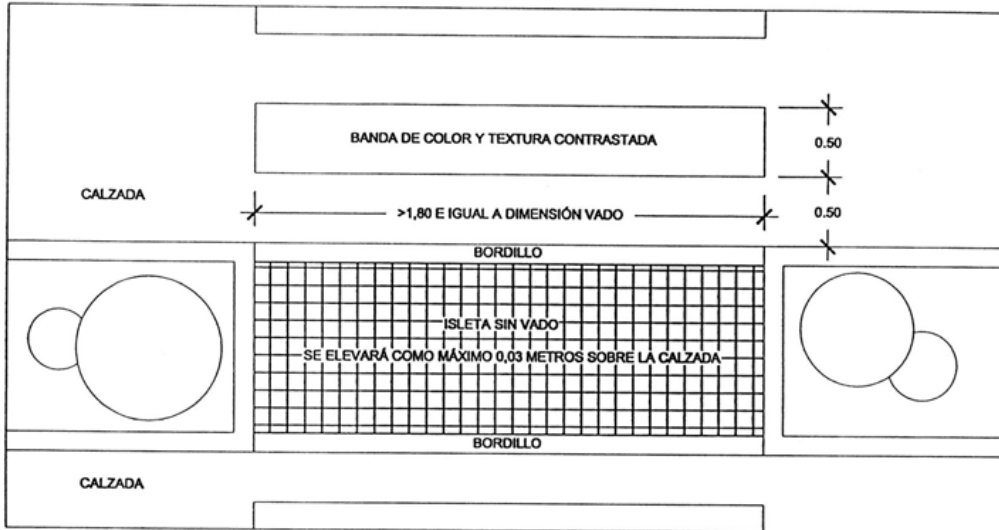 BANDA DE COLOR Y TEXTURA CONTRASTADA
0.50
CALZADA
>1,80 E IGUAL A DIMENSIÓN VADO
0.50
BORDILLO
ISLETA SIN VADO
SE ELEVARÁ COMO MÁXIMO 0,03 METROS SOBRE LA CALZADA
BORDILLO
CALZADA